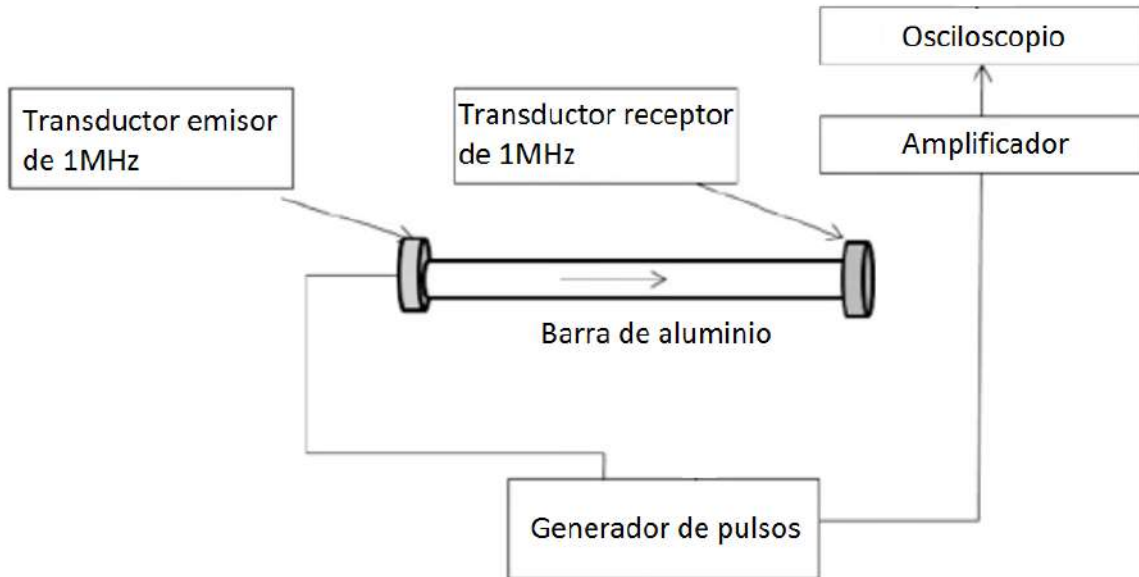 Osciloscopio
Transductor emisor
de 1MHz
Transductor receptor
de 1MHz
Amplificador
Barra de aluminio
Generador de pulsos